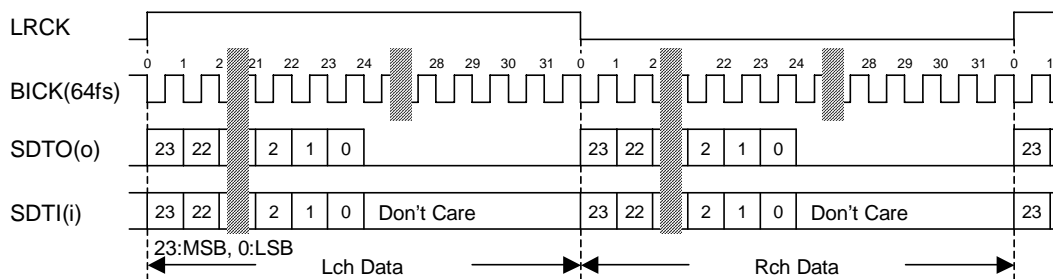 LRCK
0 1 2 21 22 23 24 28 29 30 31 0 1 2 22 23 24 28 29 30 31 0 1
BICK(64fs)
SDTO(o) 23 22 2 1 0 23 22 2 1 0 23
SDTI(i) 23 22 2 1 0 Don't Care 23 22 2 1 0 Don't Care 23
23:MSB, 0:LSB
Lch Data Rch Data